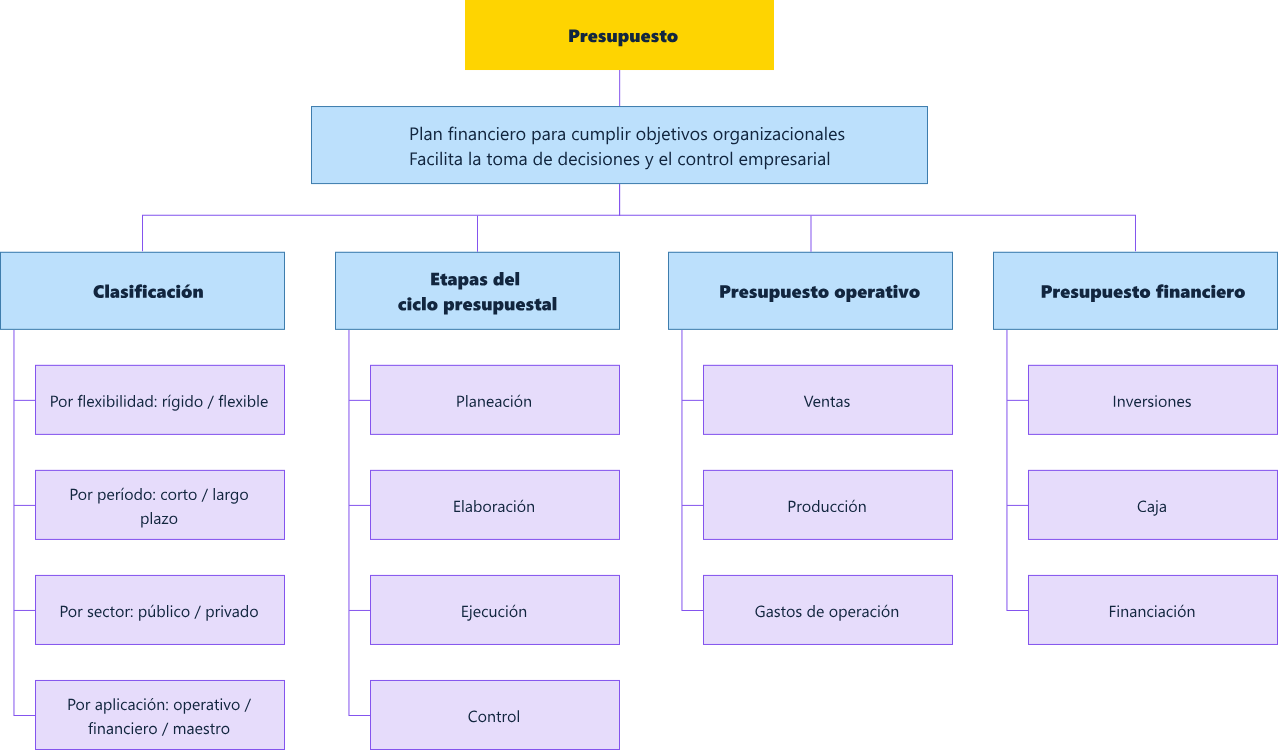 Presupuesto
Plan financiero para cumplir objetivos organizacionales
Facilita la toma de decisiones y el control empresarial
Clasificación
Por flexibilidad: rígido / flexible
Por período: corto / largo
plazo
Por sector: público / privado
Por aplicación: operativo /
financiero / maestro
Etapas del
ciclo presupuestal
Planeación
Elaboración
Ejecución
Control
Presupuesto operativo
Ventas
Producción
Gastos de operación
Presupuesto financiero
Inversiones
Caja
Financiación